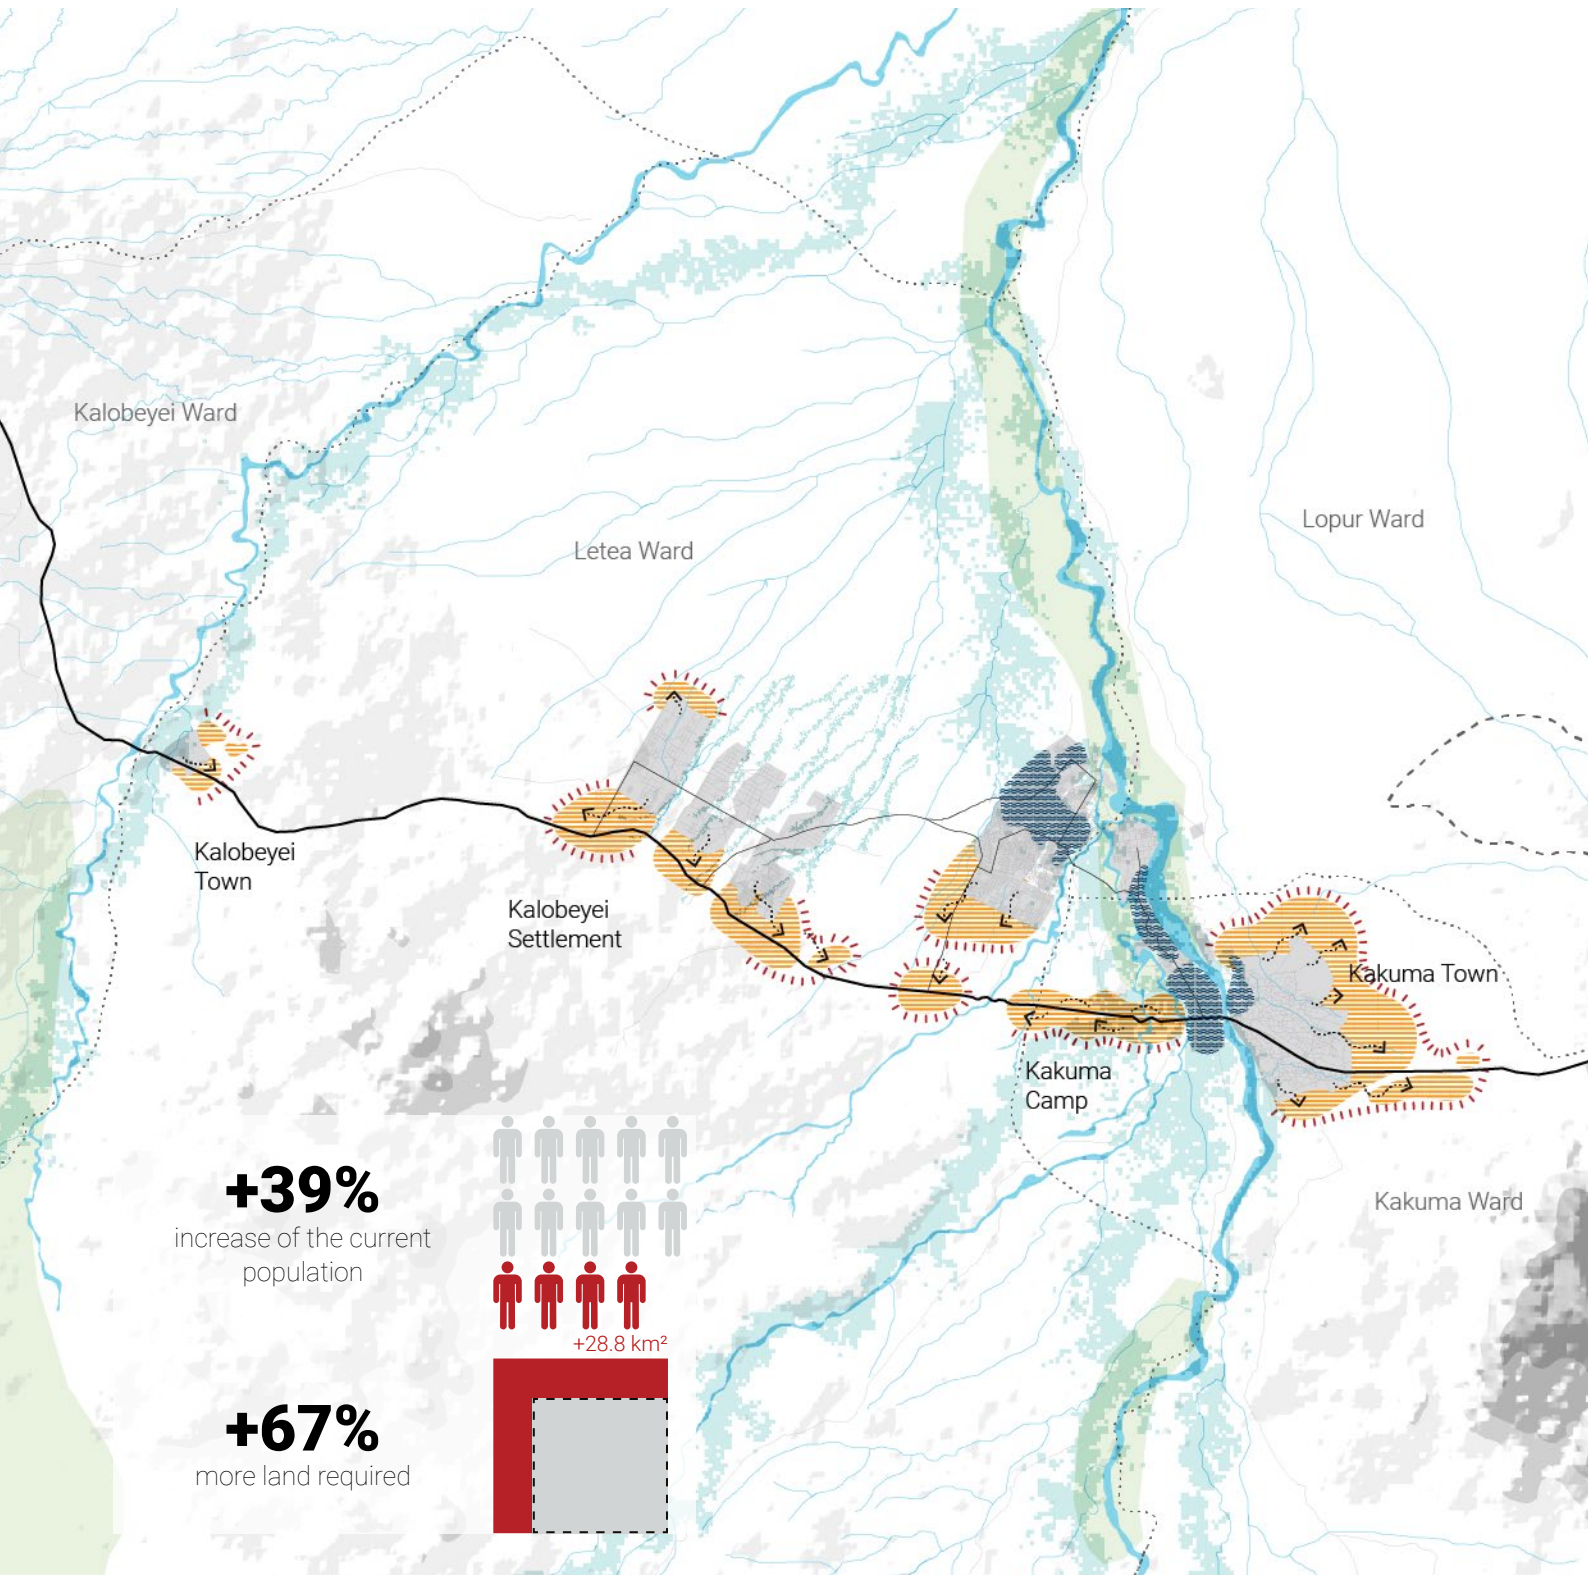 Kalobeyei Ward
Lopur Ward
Letea Ward
Kalobeyei
Town
Kalobeyei
Settlement
Kakuma Town
Kakuma
Camp
Kakuma Ward
+39%
increase of the current
population
+28.8 km²
+67%
more land required